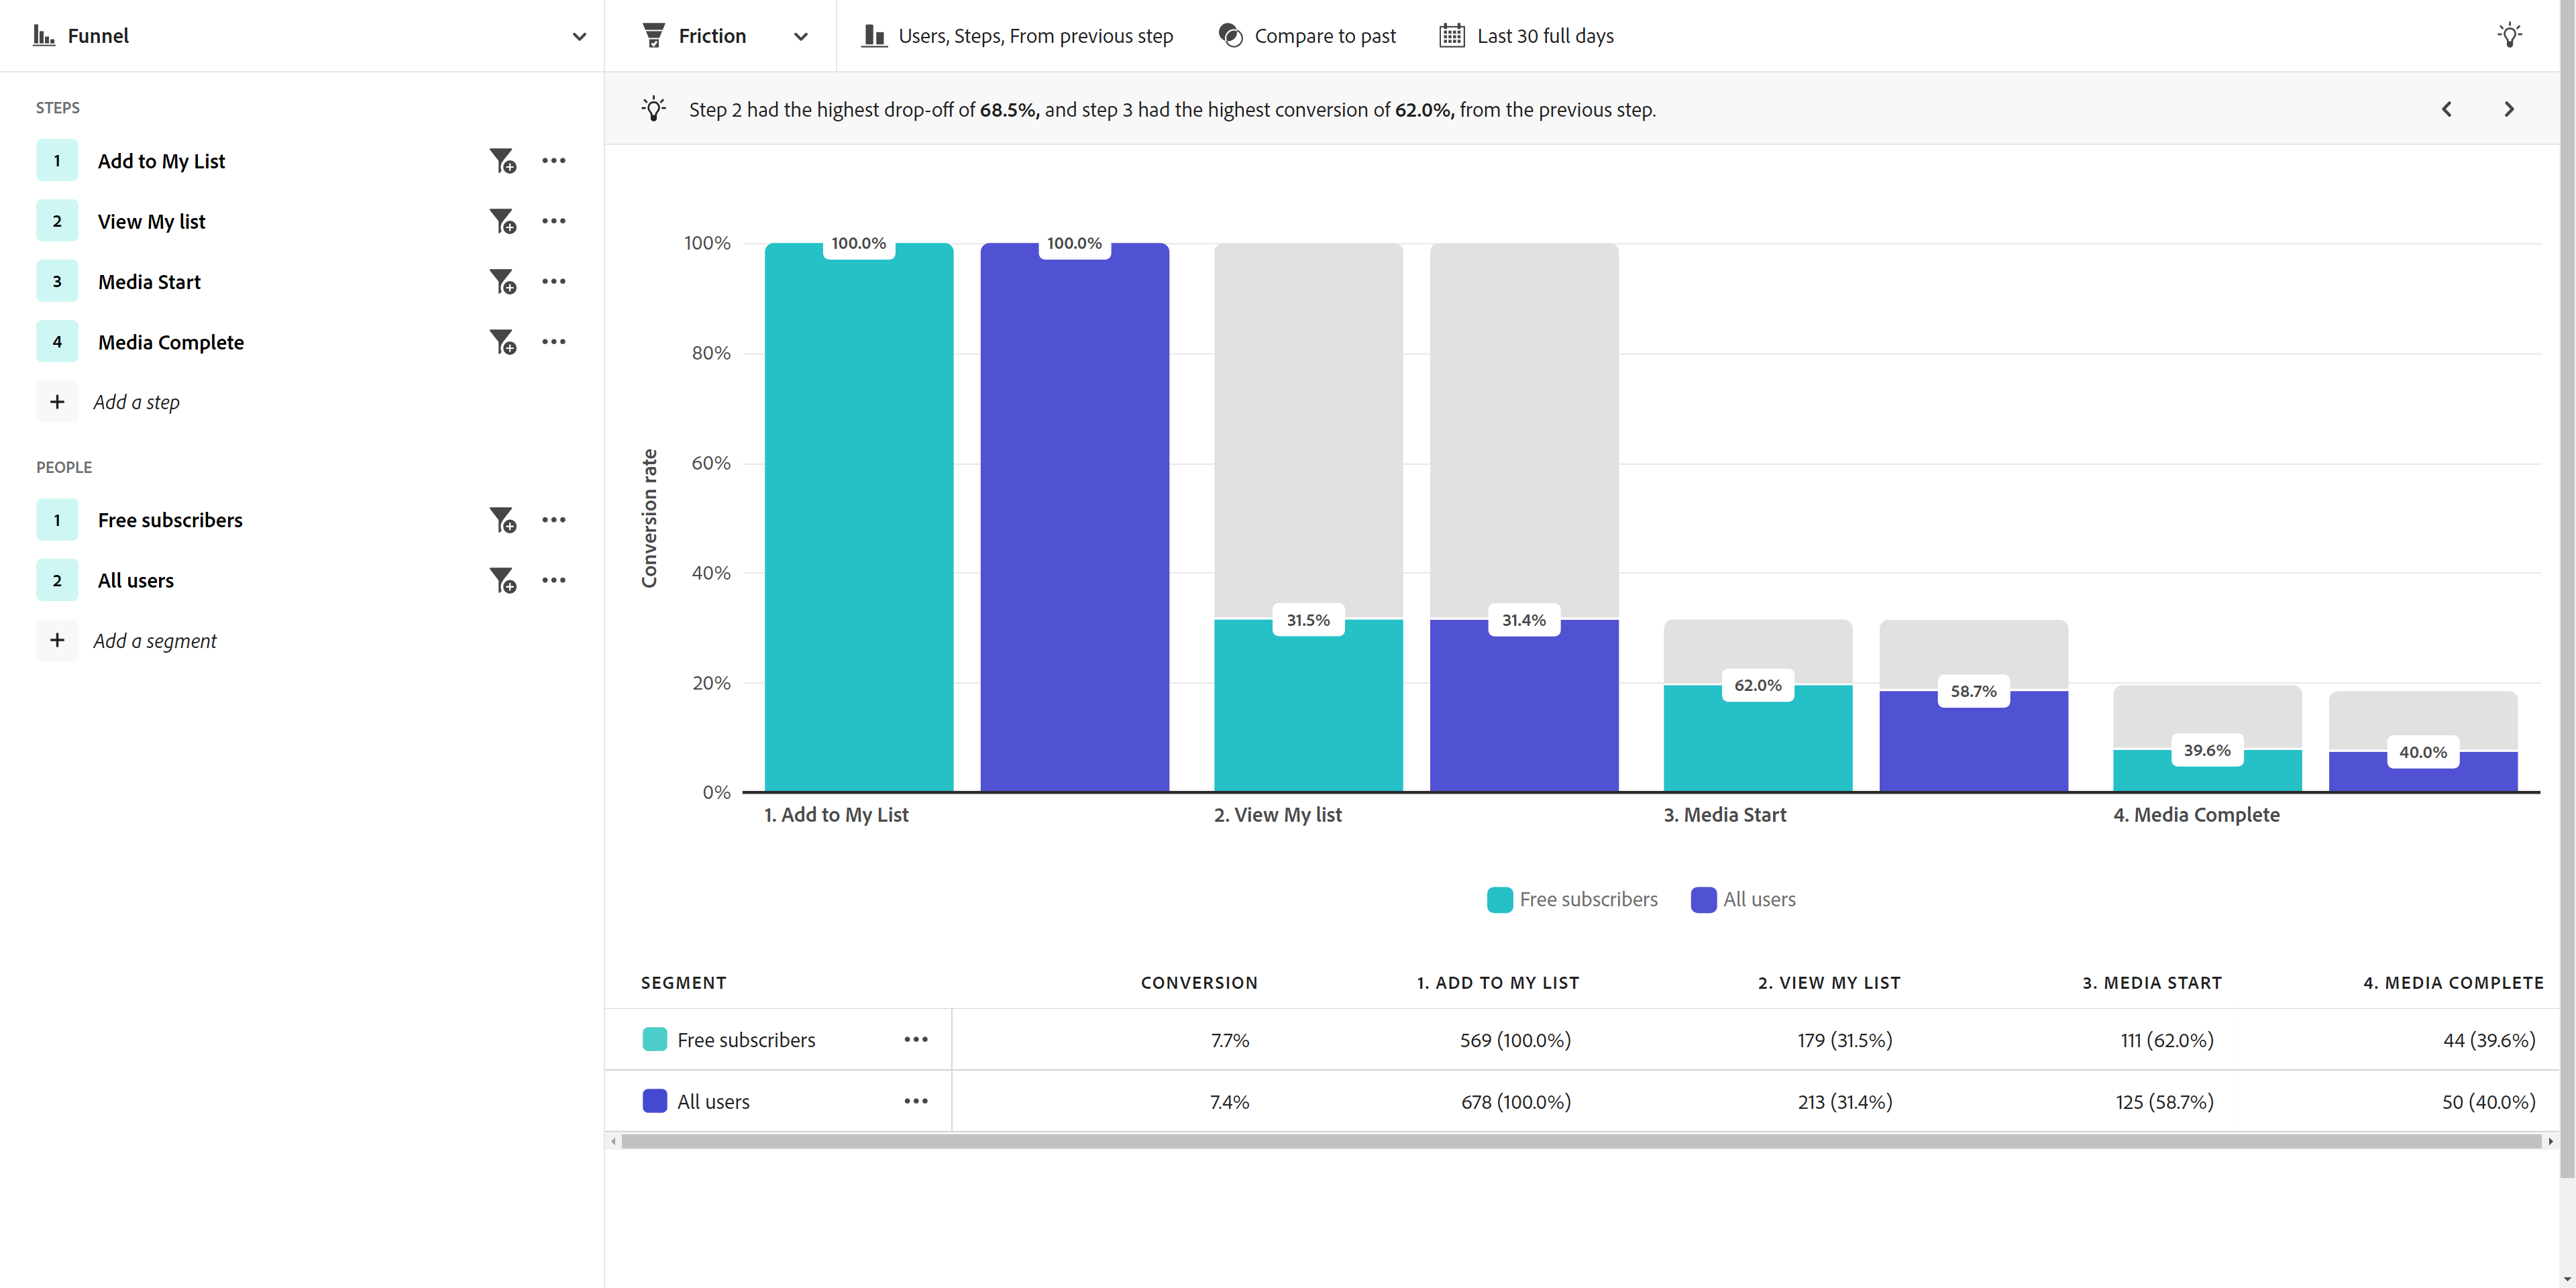 Funnel
Friction
Users, Steps, From previous step
Compare to past
Last 30 full days
STEPS
1 Add to My List
2 View My list
3 Media Start
4 Media Complete
+ Add a step
PEOPLE
1 Free subscribers
2 All users
+ Add a segment
Step 2 had the highest drop-off of 68.5%, and step 3 had the highest conversion of 62.0%, from the previous step.
Conversion rate
100%
80%
60%
40%
20%
0%
100.0% 100.0% 31.5% 31.4% 62.0% 58.7% 39.6% 40.0%
1. Add to My List 2. View My list 3. Media Start 4. Media Complete
Free subscribers All users
SEGMENT CONVERSION 1. ADD TO MY LIST 2. VIEW MY LIST 3. MEDIA START 4. MEDIA COMPLETE
Free subscribers 7.7% 569 (100.0%) 179 (31.5%) 111 (62.0%) 44 (39.6%)
All users 7.4% 678 (100.0%) 213 (31.4%) 125 (58.7%) 50 (40.0%)